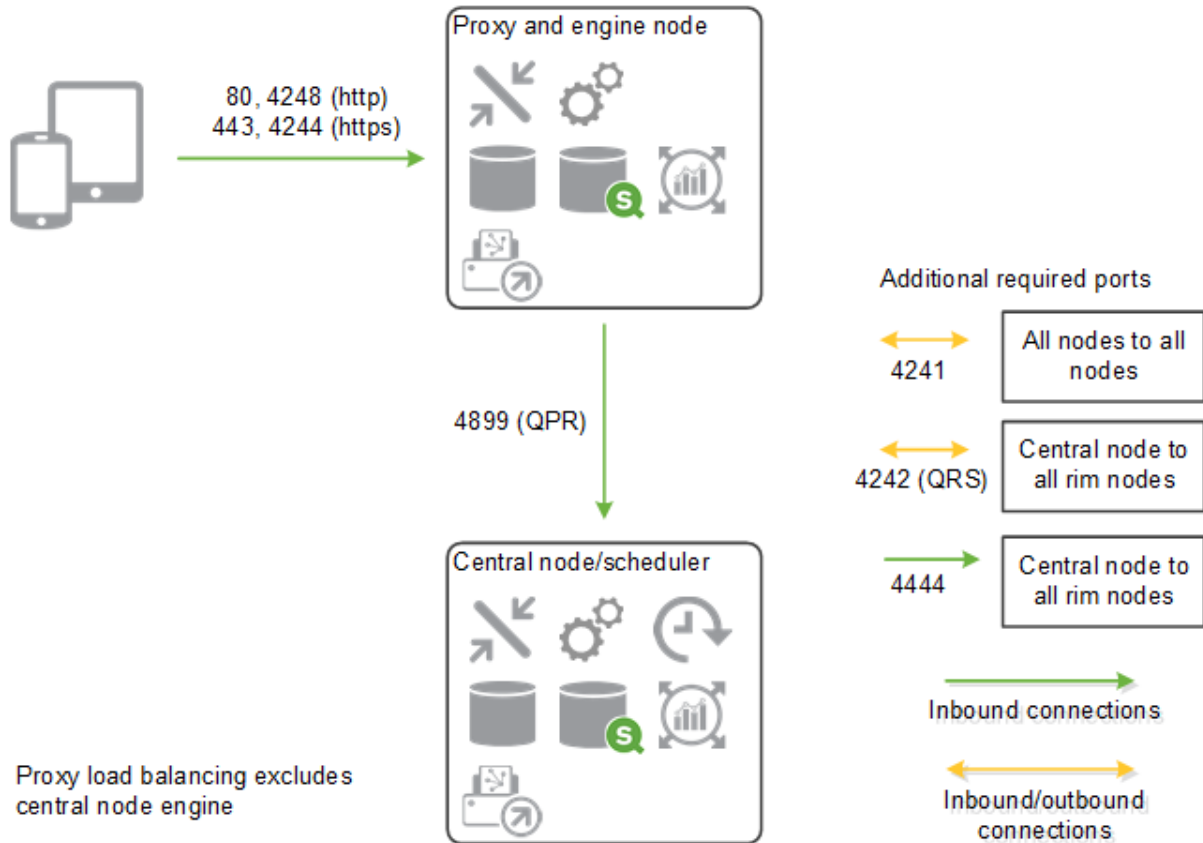 Proxy and engine node
80, 4248 (http)
443, 4244 (https)
S
4899 (QPR)
Central node/scheduler
S
Proxy load balancing excludes
central node engine
Additional required ports
4241
All nodes to all
nodes
4242 (QRS)
Central node to
all rim nodes
4444
Central node to
all rim nodes
Inbound connections
Inbound/outbound
connections